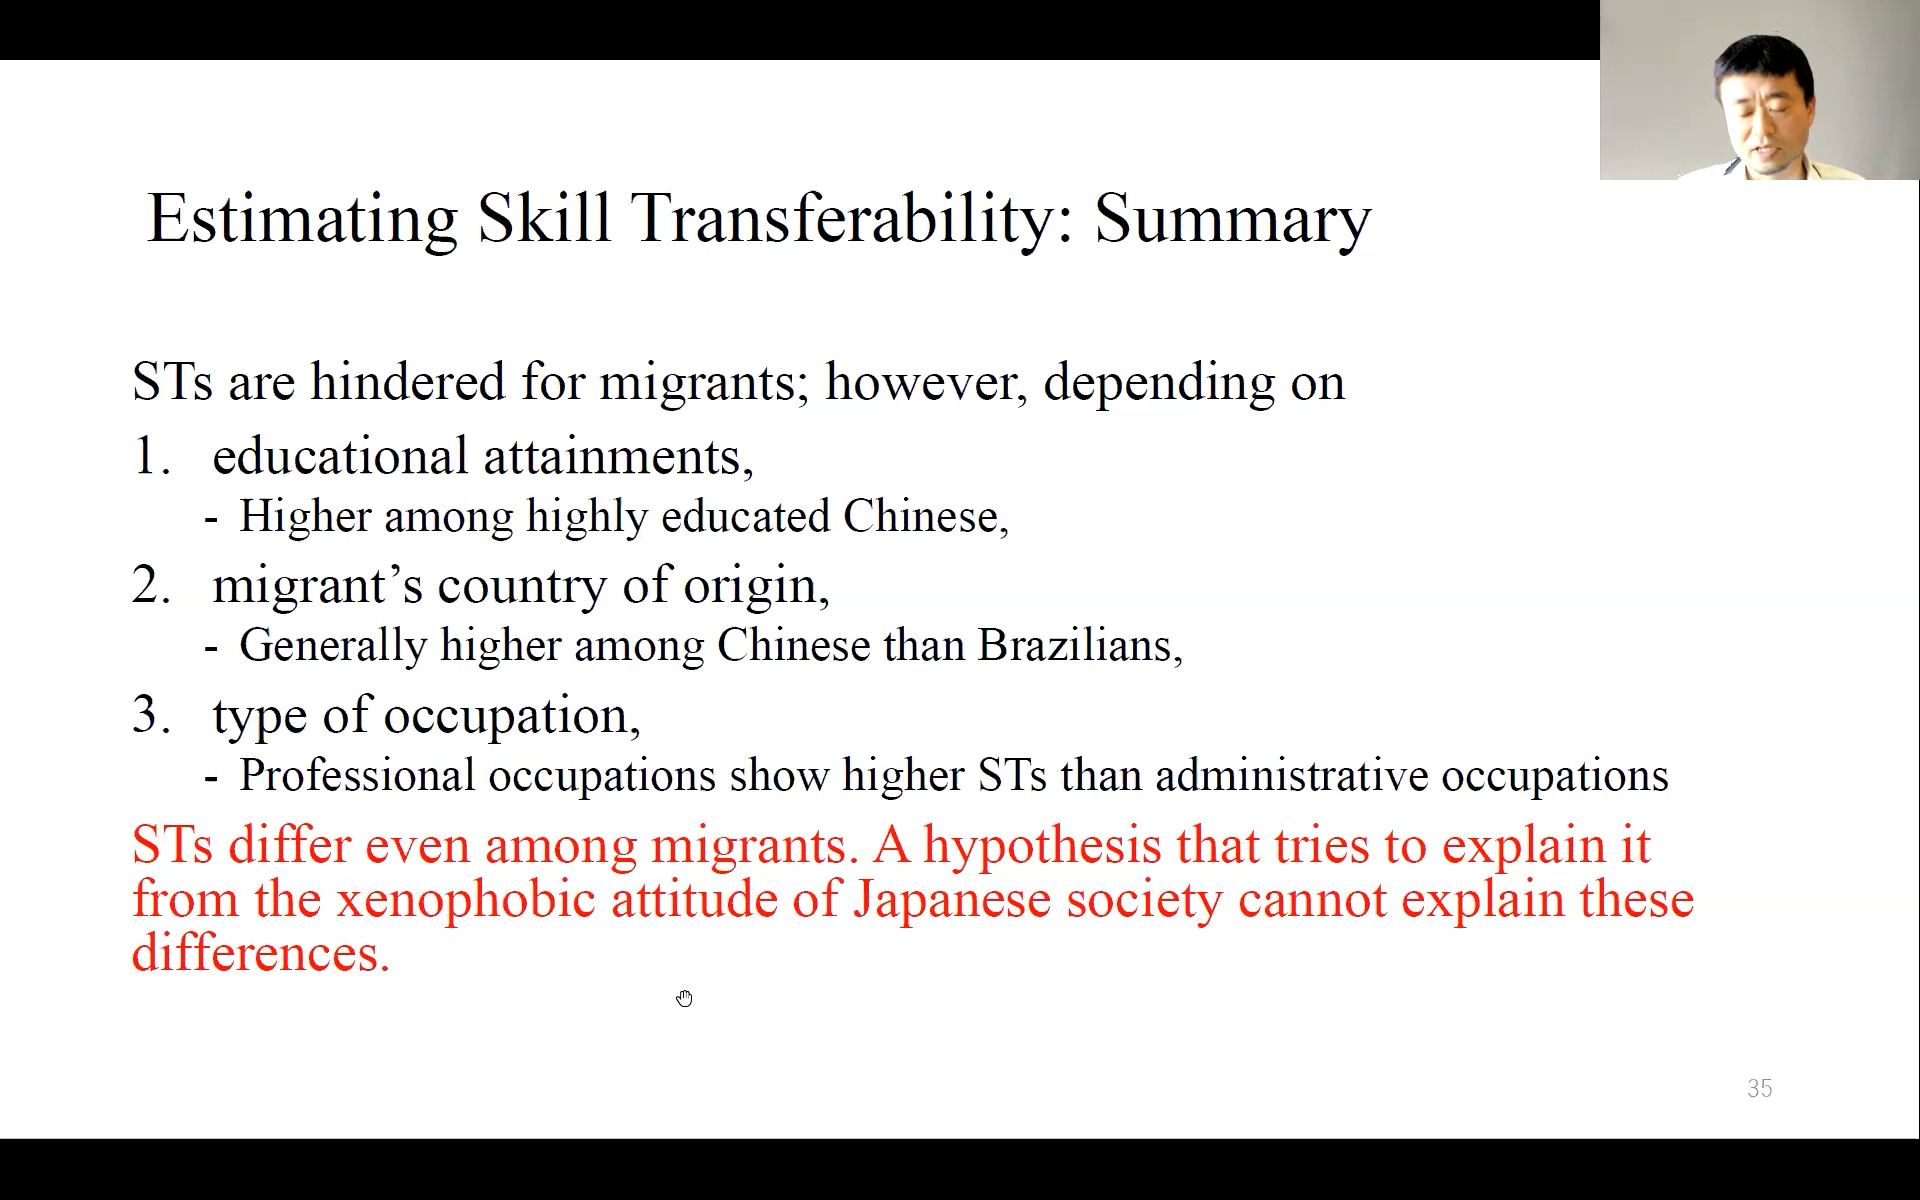 Estimating Skill Transferability: Summary
STs are hindered for migrants; however, depending on
1. educational attainments,
- Higher among highly educated Chinese,
2. migrant’s country of origin,
- Generally higher among Chinese than Brazilians,
3. type of occupation,
- Professional occupations show higher STs than administrative occupations
STs differ even among migrants. A hypothesis that tries to explain it
from the xenophobic attitude of Japanese society cannot explain these
differences.
35